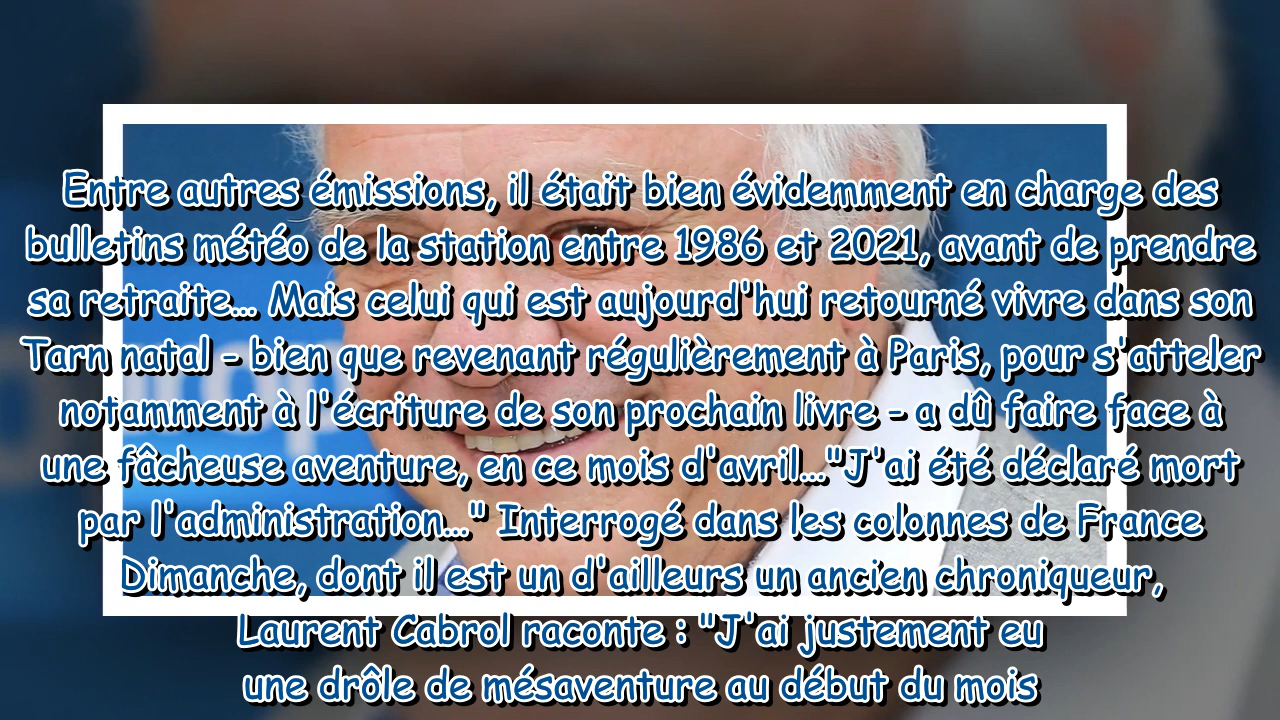 Entre autres émissions, il était bien évidemment en charge des
bulletins météo de la station entre 1986 et 2021, avant de prendre
sa retraite... Mais celui qui est aujourd'hui retourné vivre dans son
Tarn natal - bien que revenant régulièrement à Paris, pour s'atteler
notamment à l'écriture de son prochain livre - a dû faire face à
une fâcheuse aventure, en ce mois d'avril..."J'ai été déclaré mort
par l'administration..." Interrogé dans les colonnes de France
Dimanche, dont il est un d'ailleurs un ancien chroniqueur,
Laurent Cabrol raconte : "J'ai justement eu
une drôle de mésaventure au début du mois